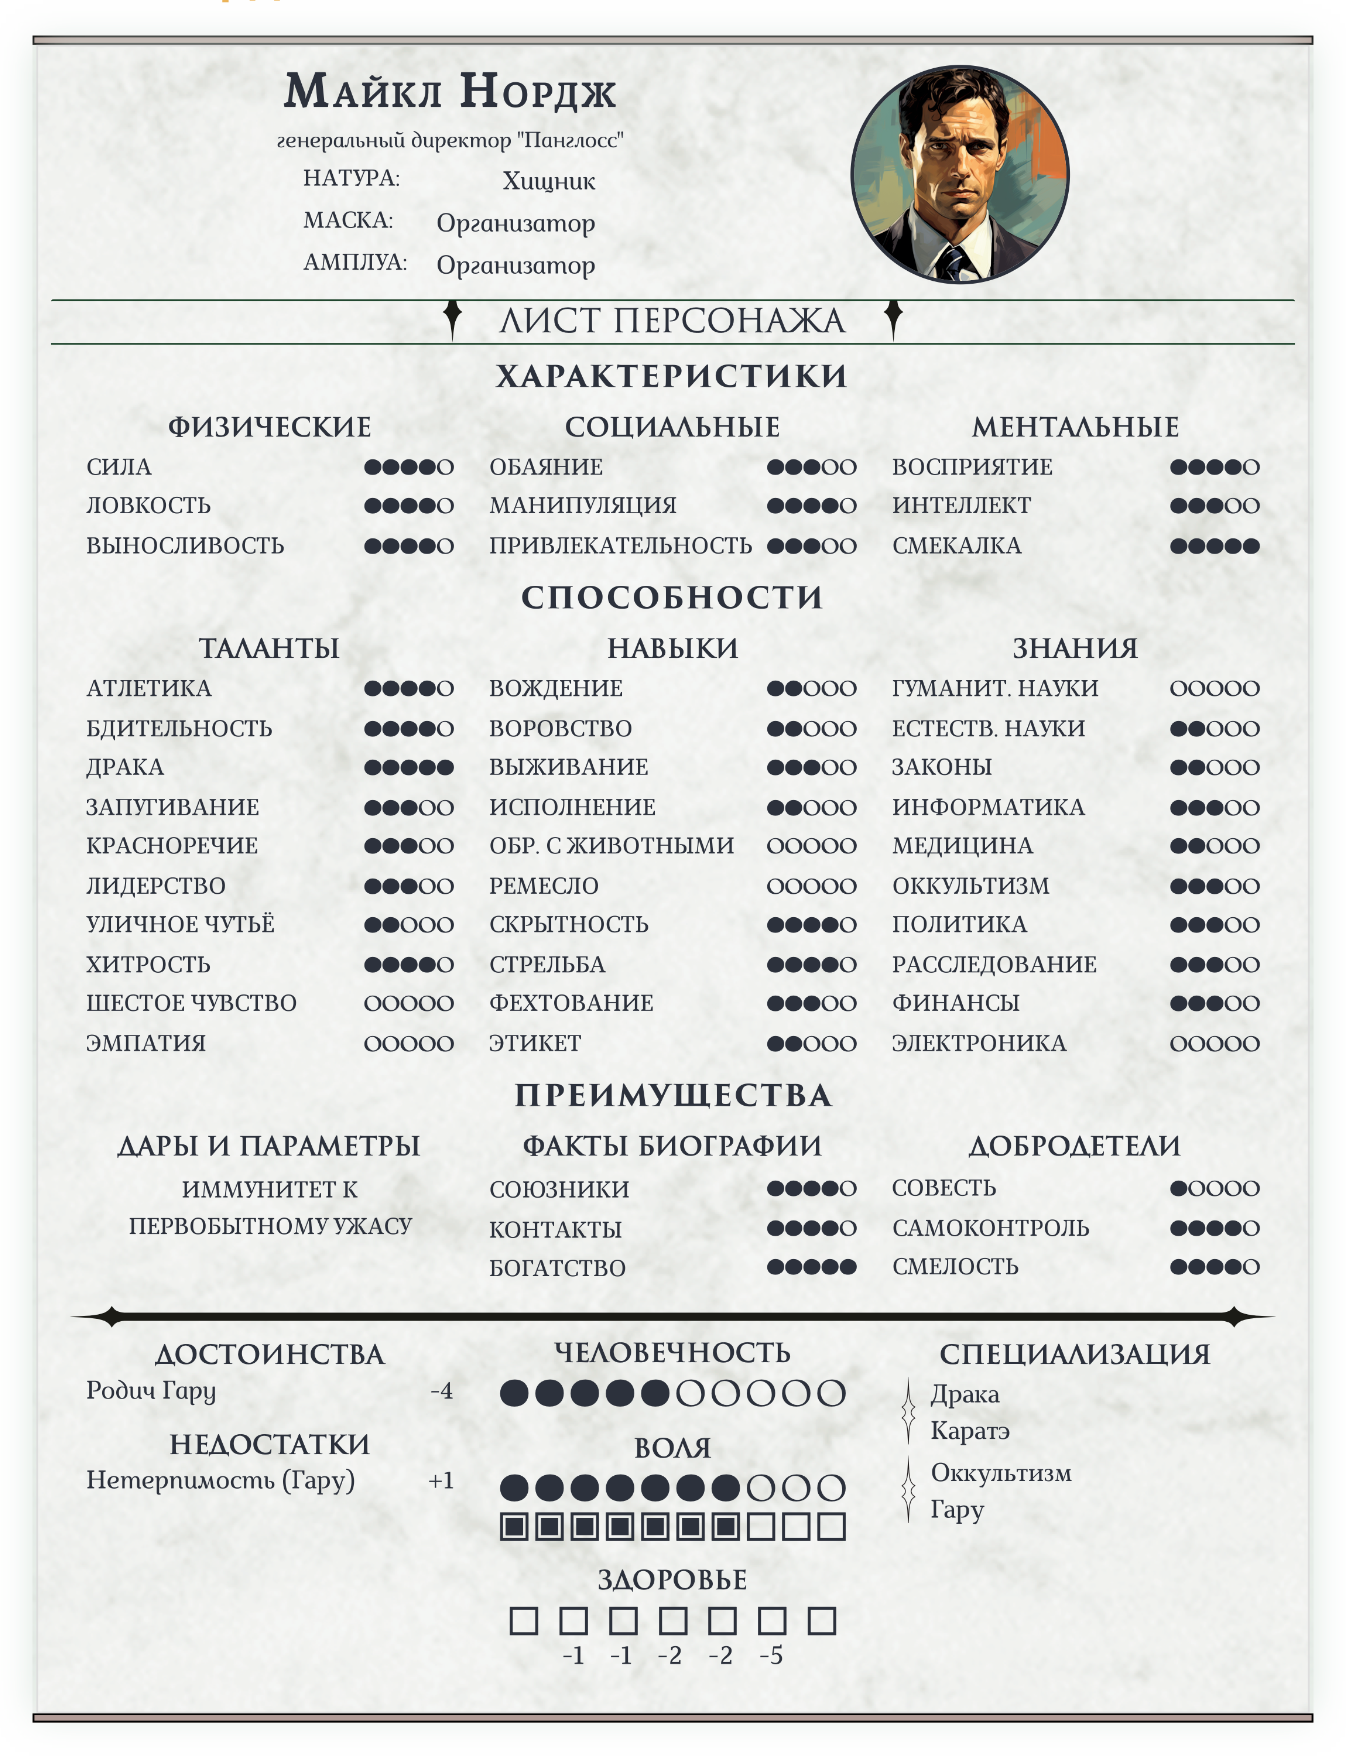 Майкл Нордж
генеральный директор "Панглосс"
НАТУРА: Хищник
МАСКА: Организатор
АМПЛУА: Организатор
ЛИСТ ПЕРСОНАЖА
ХАРАКТЕРИСТИКИ
ФИЗИЧЕСКИЕ СОЦИАЛЬНЫЕ МЕНТАЛЬНЫЕ
СИЛА ОБАЯНИЕ ВОСПРИЯТИЕ
ЛОВКОСТЬ МАНИПУЛЯЦИЯ ИНТЕЛЛЕКТ
ВЫНОСЛИВОСТЬ ПРИВЛЕКАТЕЛЬНОСТЬ СМЕКАЛКА
СПОСОБНОСТИ
ТАЛАНТЫ НАВЫКИ ЗНАНИЯ
АТЛЕТИКА ВОЖДЕНИЕ ГУМАНИТ. НАУКИ
БДИТЕЛЬНОСТЬ ВОРОВСТВО ЕСТЕСТВ. НАУКИ
ДРАКА ВЫЖИВАНИЕ ЗАКОНЫ
ЗАПУГИВАНИЕ ИСПОЛНЕНИЕ ИНФОРМАТИКА
КРАСНОРЕЧИЕ ОБР. С ЖИВОТНЫМИ МЕДИЦИНА
ЛИДЕРСТВО РЕМЕСЛО ОККУЛЬТИЗМ
УЛИЧНОЕ ЧУТЬЁ СКРЫТНОСТЬ ПОЛИТИКА
ХИТРОСТЬ СТРЕЛЬБА РАССЛЕДОВАНИЕ
ШЕСТОЕ ЧУВСТВО ФЕХТОВАНИЕ ФИНАНСЫ
ЭМПАТИЯ ЭТИКЕТ ЭЛЕКТРОНИКА
ПРЕИМУЩЕСТВА
ДАРЫ И ПАРАМЕТРЫ ФАКТЫ БИОГРАФИИ ДОБРОДЕТЕЛИ
ИММУНИТЕТ К СОЮЗНИКИ СОВЕСТЬ
ПЕРВОБЫТНОМУ УЖАСУ КОНТАКТЫ САМОКОНТРОЛЬ
БОГАТСТВО СМЕЛОСТЬ
ДОСТОИНСТВА ЧЕЛОВЕЧНОСТЬ СПЕЦИАЛИЗАЦИЯ
Родич Гару -4 Драка
Каратэ
НЕДОСТАТКИ ВОЛЯ
Нетерпимость (Гару) +1 Оккультизм
Гару
ЗДОРОВЬЕ
-1 -1 -2 -2 -5